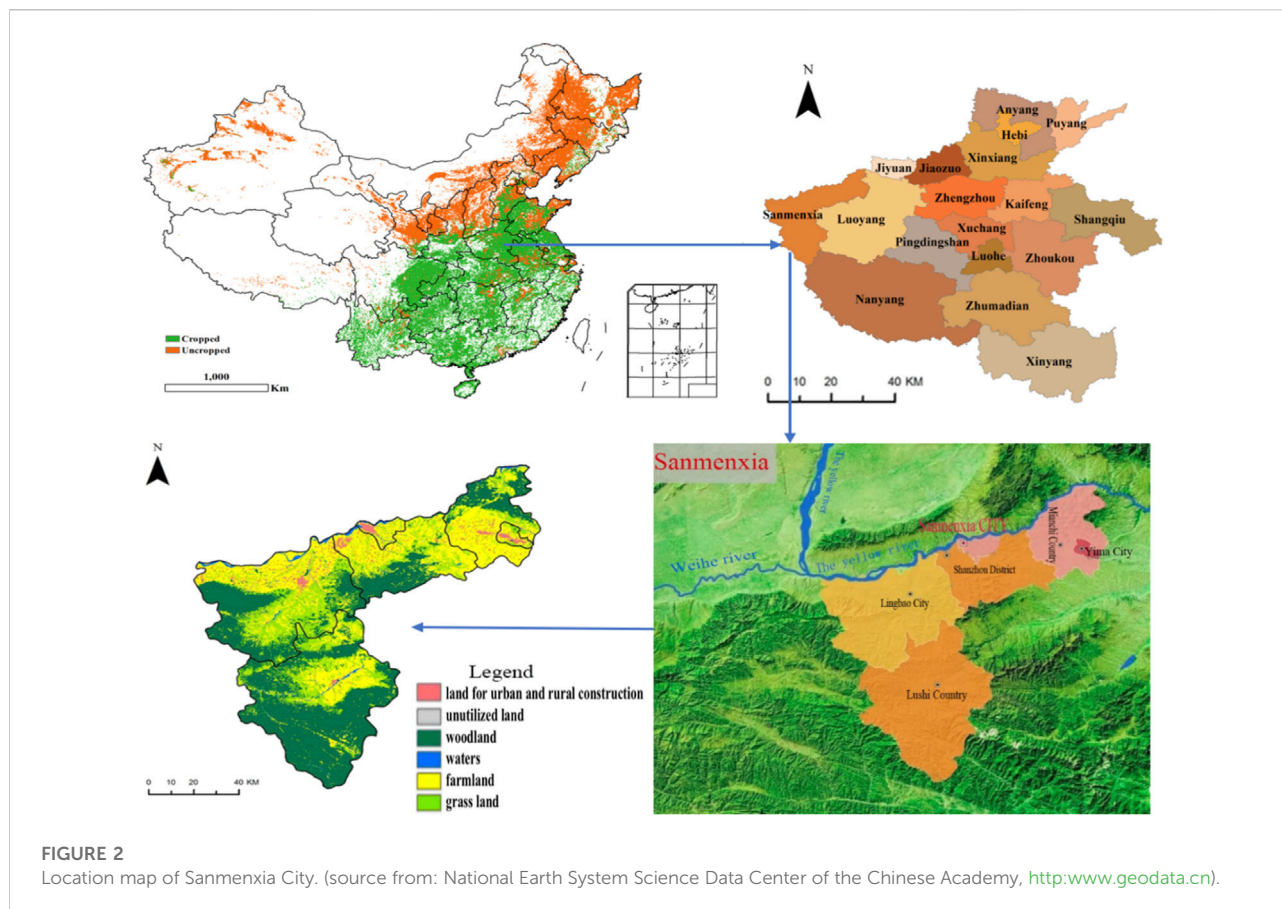 Cropped
Uncropped
1,000
Km
N
Anyang
Puyang
Hebi
Xinxiang
Jiyuan
Jiaozuo
Zhengzhou
Kaifeng
Sanmenxia
Luoyang
Shangqiu
Xuchang
Pingdingshan
Luohe
Zhoukou
Nanyang
Zhumadian
Xinyang
0 10 20 40 KM
N
Legend
land for urban and rural construction
unutilized land
woodland
waters
farmland
grass land
0 10 20 40 KM
Sanmenxia
The yellow river
Weihe river
The yellow river
Sanmenxia CITY
Mianchi Country
Yima City
Shanzhou District
Lingbao City
Lushi Country
FIGURE 2
Location map of Sanmenxia City. (source from: National Earth System Science Data Center of the Chinese Academy, http:www.geodata.cn).